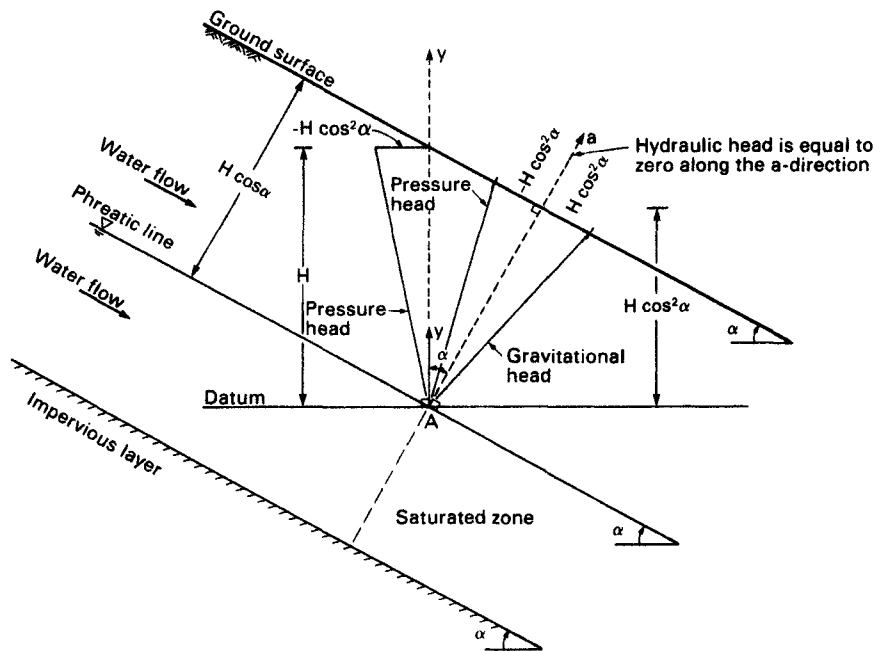 Ground surface
y
-H cos²α
-H cos²α
a
H cos²α
Hydraulic head is equal to
zero along the a-direction
Water flow
H cosα
Pressure
head
Phreatic line
H
Water flow
Pressure
head
y
α
H cos²α
α
Gravitational
head
Datum
A
Impervious layer
Saturated zone
α
α